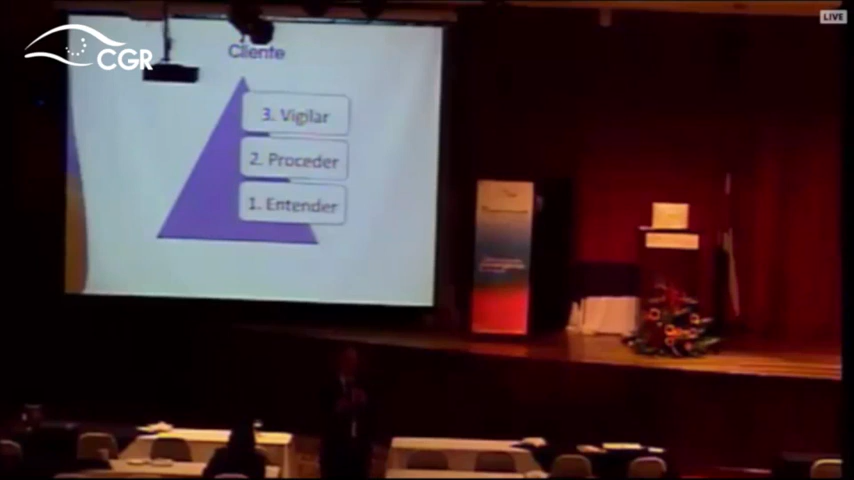 CGR
LIVE
Cliente
3. Vigilar
2. Proceder
1. Entender